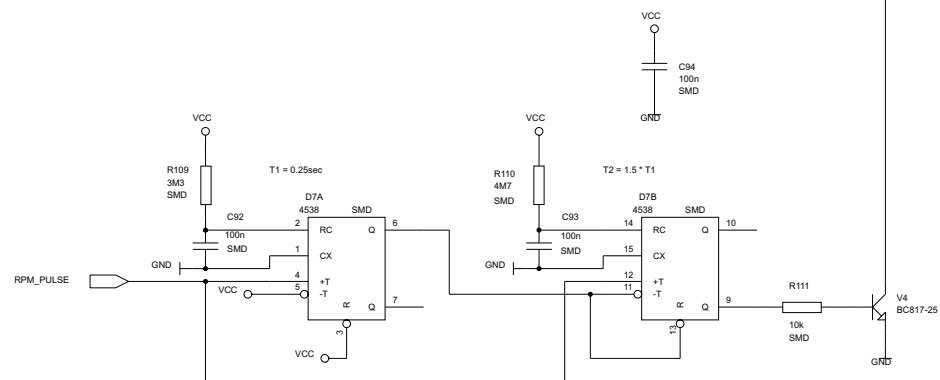 VCC
C94
100n
SMD
GND
VCC
R109
3M3
SMD
T1 = 0.25sec
D7A
4538
SMD
C92
100n
SMD
GND
2
RC
Q
6
1
CX
4
+T
5
-T
R
Q
7
3
VCC
VCC
RPM_PULSE
VCC
R110
4M7
SMD
T2 = 1.5 * T1
D7B
4538
SMD
C93
100n
SMD
GND
14
RC
Q
10
15
CX
12
+T
11
-T
R
Q
9
13
R111
10k
SMD
V4
BC817-25
GND